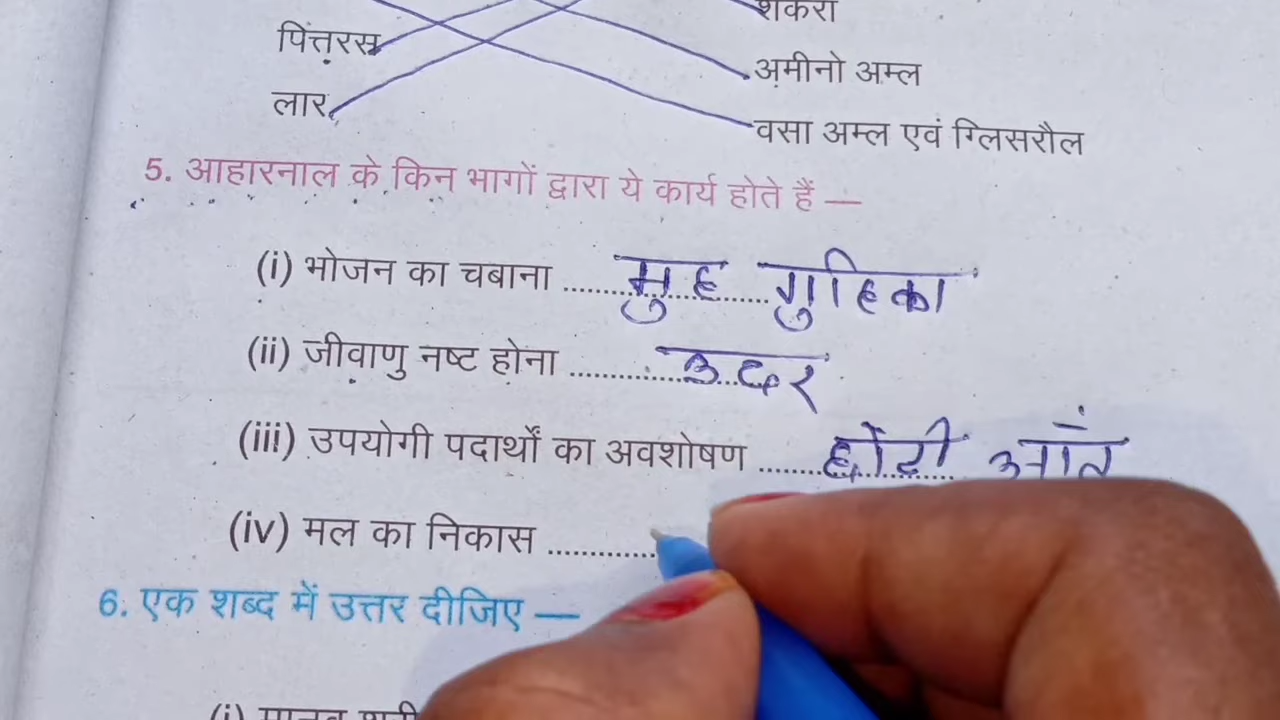 शर्करा
पित्तरस
अमीनो अम्ल
लार
वसा अम्ल एवं ग्लिसरौल
5. आहारनाल के किन भागों द्वारा ये कार्य होते हैं —
(i) भोजन का चबाना .......... मुह गुहिका
(ii) जीवाणु नष्ट होना .......... उदर
(iii) उपयोगी पदार्थों का अवशोषण .......... छोटी आंत
(iv) मल का निकास ..........
6. एक शब्द में उत्तर दीजिए —
(i) मानव